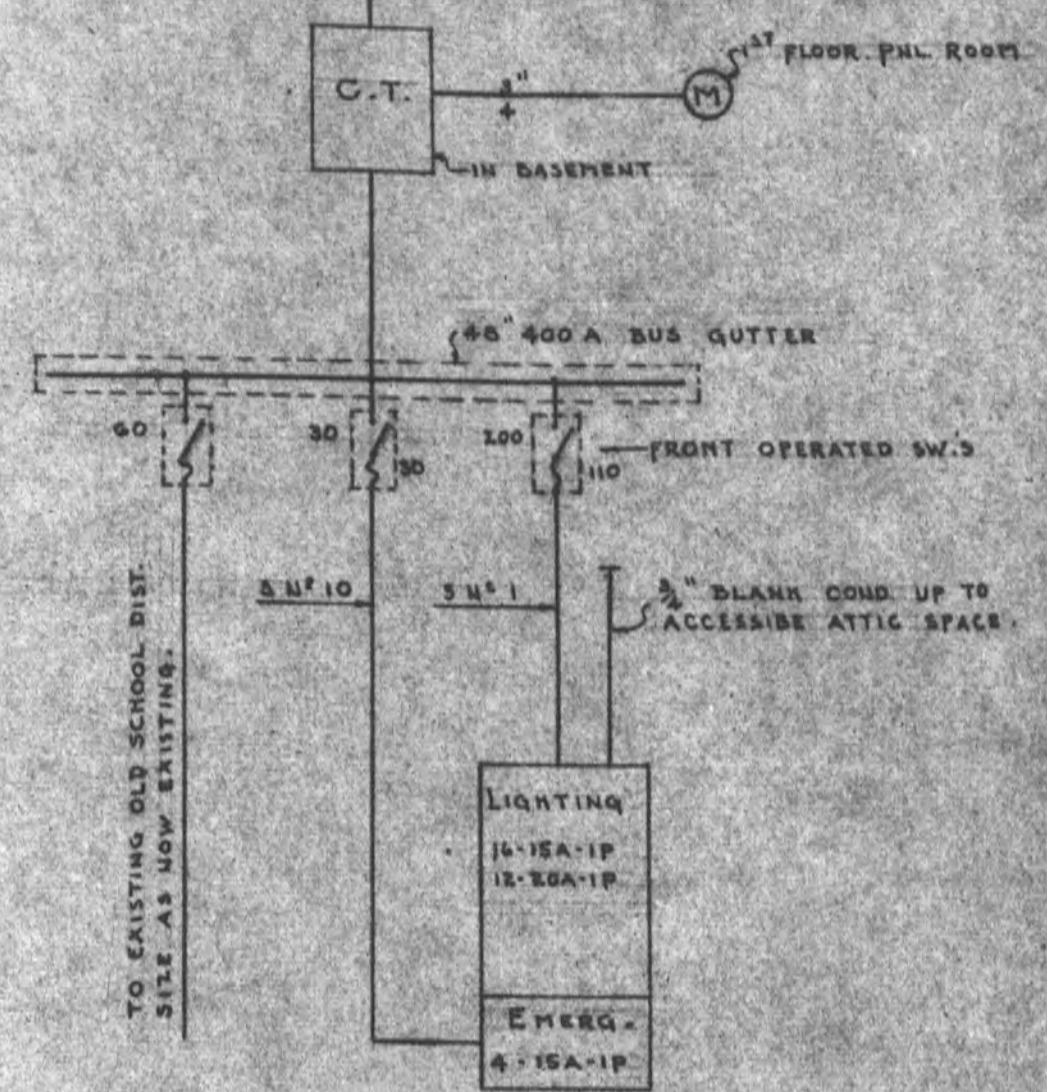 C.T.
3"
4
M
1ST FLOOR. PNL. ROOM
IN BASEMENT
48" 400 A BUS GUTTER
60
30
30
200
110
FRONT OPERATED SW.'S
3 Nº 10
3 Nº 1
3/4" BLANK COND. UP TO
ACCESSIBE ATTIC SPACE.
TO EXISTING OLD SCHOOL DIST.
SIZE AS NOW EXISTING.
LIGHTING
16-15A-1P
12-20A-1P
EMERG.
4-15A-1P